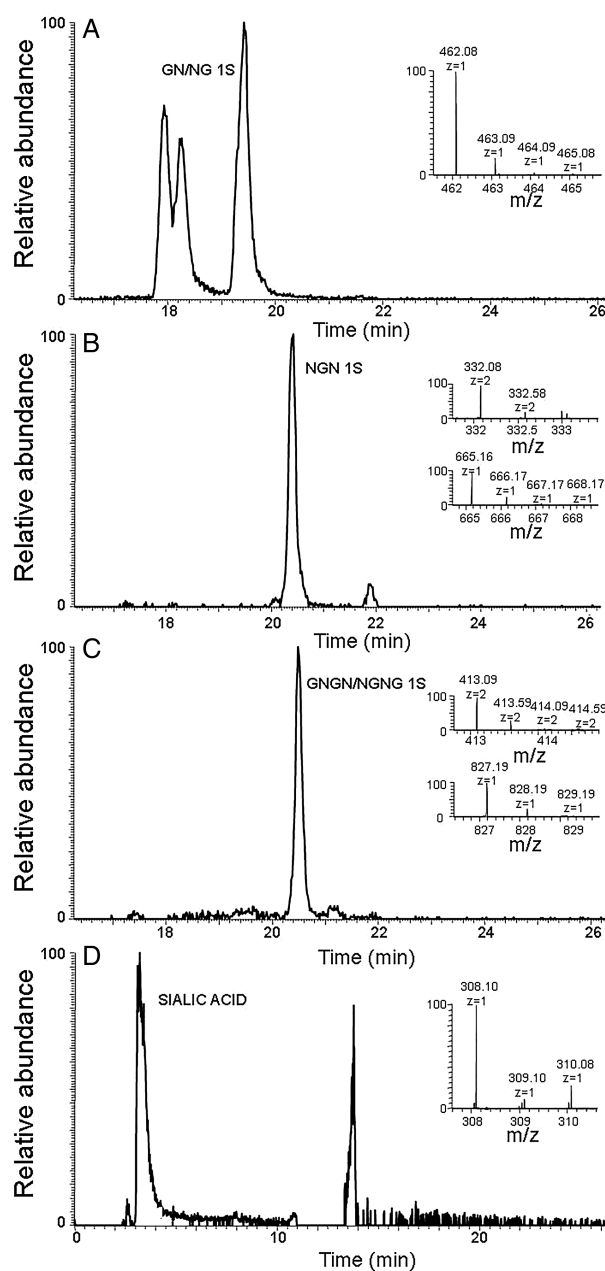 A
Relative abundance
100
0
GN/NG 1S
462.08
z=1
463.09
z=1
464.09
z=1
465.08
z=1
100
0
462 463 464 465
m/z
18 20 22 24 26
Time (min)
B
Relative abundance
100
0
NGN 1S
332.08
z=2
332.58
z=2
100
0
332 332.5 333
m/z
665.16
z=1
666.17
z=1
667.17
z=1
668.17
z=1
100
0
665 666 667 668
m/z
18 20 22 24 26
Time (min)
C
Relative abundance
100
0
GNGN/NGNG 1S
413.09
z=2
413.59
z=2
414.09
z=2
414.59
z=2
100
0
413 414
m/z
827.19
z=1
828.19
z=1
829.19
z=1
100
0
827 828 829
m/z
18 20 22 24 26
Time (min)
D
Relative abundance
100
0
SIALIC ACID
308.10
z=1
309.10
z=1
310.08
z=1
100
0
308 309 310
m/z
0 10 20
Time (min)